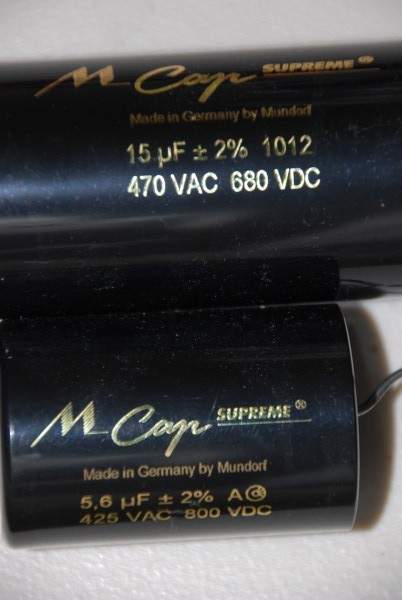 M Cap SUPREME ®
Made in Germany by Mundorf
15 µF ± 2% 1012
470 VAC 680 VDC
M Cap SUPREME ®
Made in Germany by Mundorf
5,6 µF ± 2% A
425 VAC 800 VDC